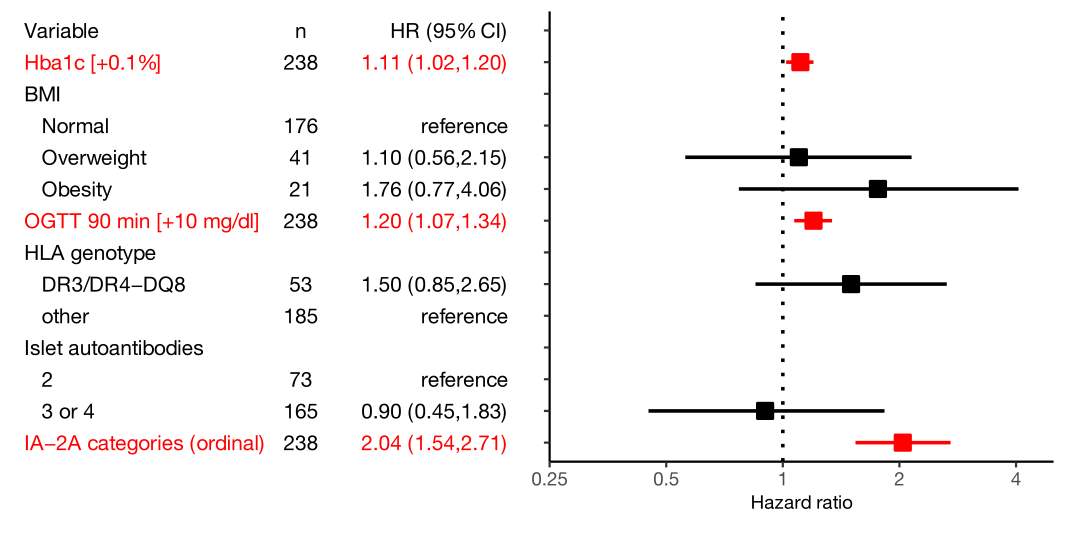 Variable n HR (95% CI)
Hba1c [+0.1%] 238 1.11 (1.02,1.20)
BMI
Normal 176 reference
Overweight 41 1.10 (0.56,2.15)
Obesity 21 1.76 (0.77,4.06)
OGTT 90 min [+10 mg/dl] 238 1.20 (1.07,1.34)
HLA genotype
DR3/DR4−DQ8 53 1.50 (0.85,2.65)
other 185 reference
Islet autoantibodies
2 73 reference
3 or 4 165 0.90 (0.45,1.83)
IA−2A categories (ordinal) 238 2.04 (1.54,2.71)
0.25 0.5 1 2 4
Hazard ratio